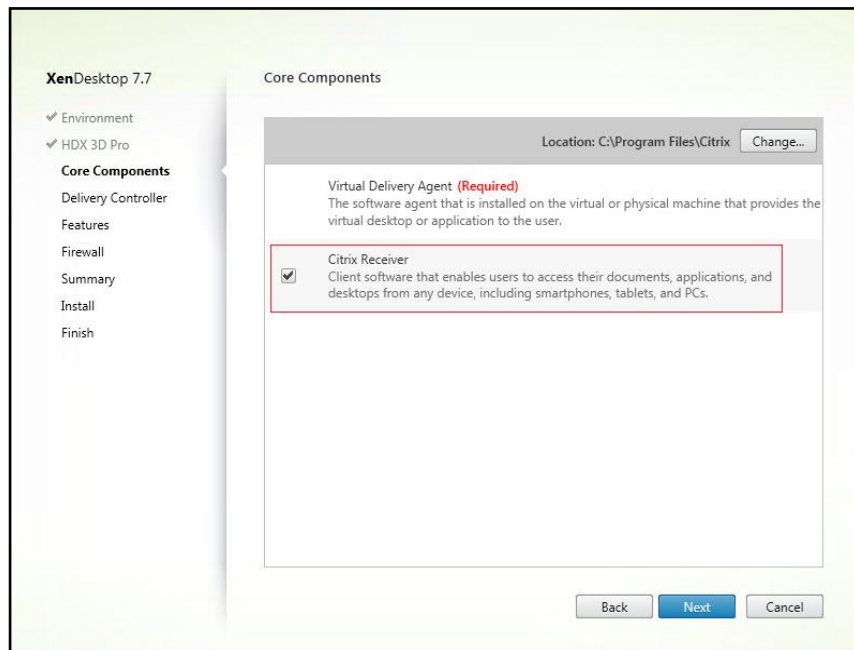 XenDesktop 7.7
Environment
HDX 3D Pro
Core Components
Delivery Controller
Features
Firewall
Summary
Install
Finish
Core Components
Location: C:\Program Files\Citrix
Change...
Virtual Delivery Agent (Required)
The software agent that is installed on the virtual or physical machine that provides the
virtual desktop or application to the user.
Citrix Receiver
Client software that enables users to access their documents, applications, and
desktops from any device, including smartphones, tablets, and PCs.
Back
Next
Cancel